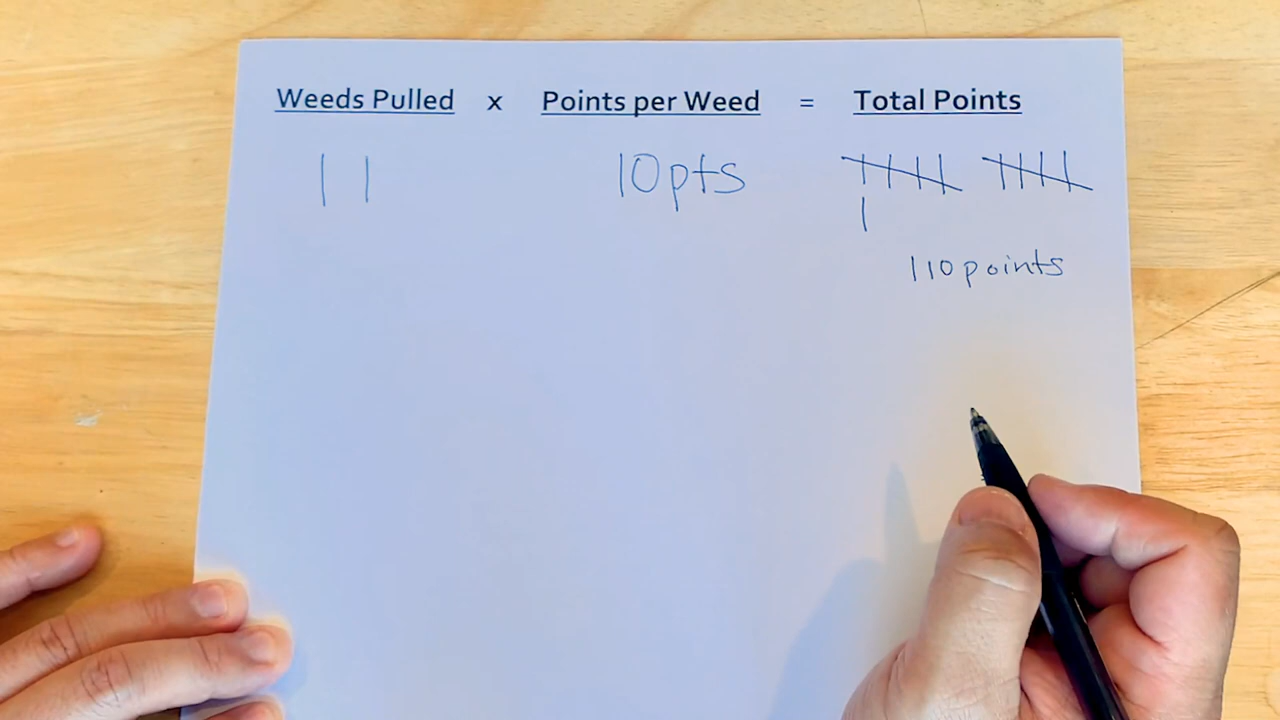 Weeds Pulled x Points per Weed = Total Points
11 10pts
110 points